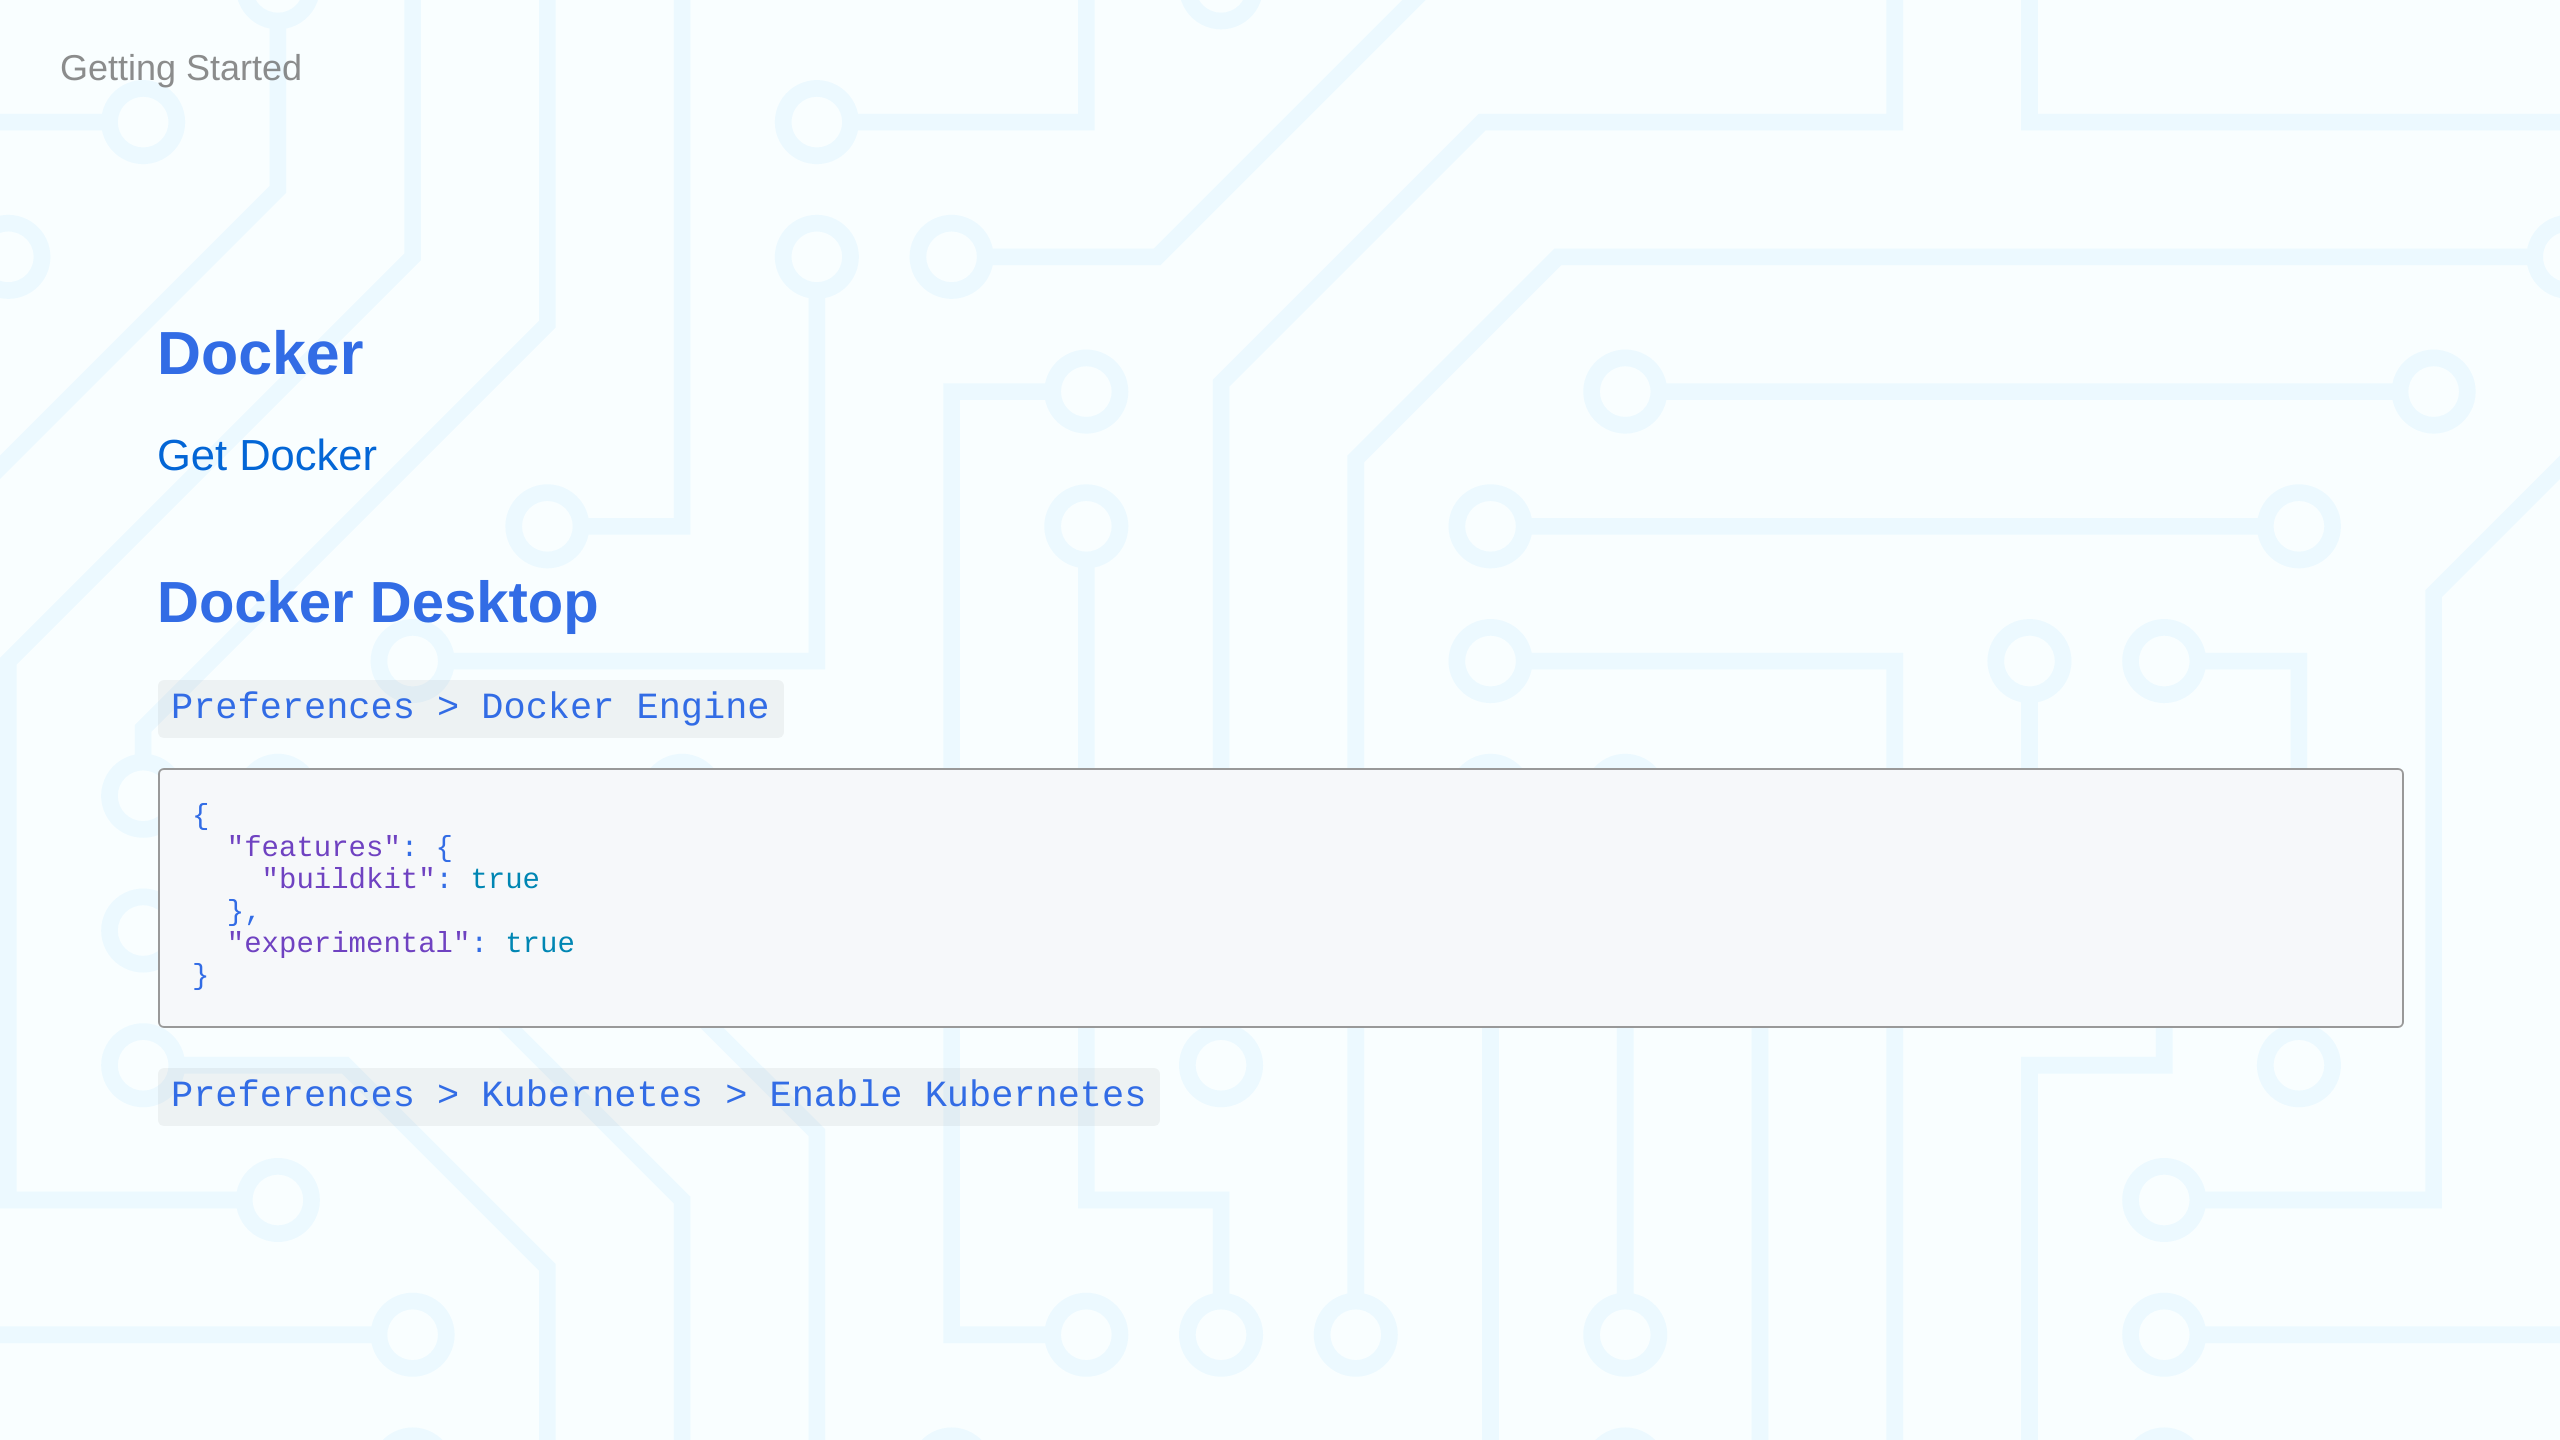 Getting Started
Docker
Get Docker
Docker Desktop
Preferences > Docker Engine
{
  "features": {
    "buildkit": true
  },
  "experimental": true
}
Preferences > Kubernetes > Enable Kubernetes